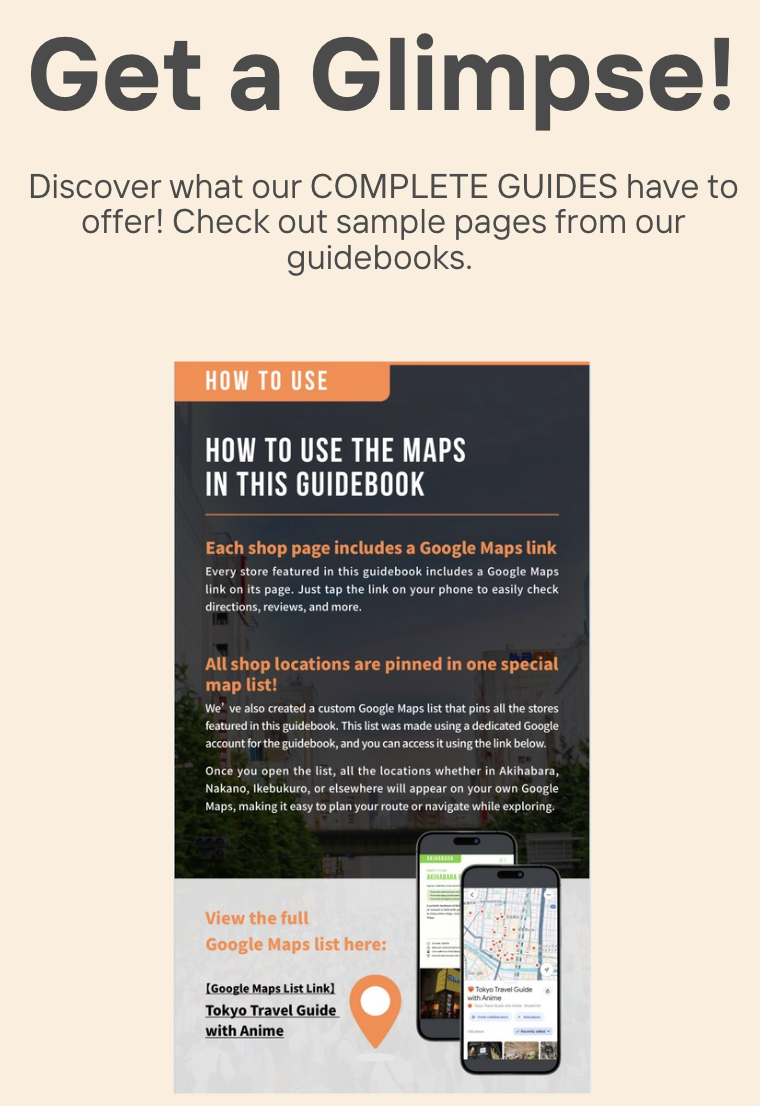 Get a Glimpse!
Discover what our COMPLETE GUIDES have to
offer! Check out sample pages from our
guidebooks.
HOW TO USE
HOW TO USE THE MAPS
IN THIS GUIDEBOOK
Each shop page includes a Google Maps link
Every store featured in this guidebook includes a Google Maps
link on its page. Just tap the link on your phone to easily check
directions, reviews, and more.
All shop locations are pinned in one special
map list!
We’ve also created a custom Google Maps list that pins all the stores
featured in this guidebook. This list was made using a dedicated Google
account for the guidebook, and you can access it using the link below.
Once you open the list, all the locations whether in Akihabara,
Nakano, Ikebukuro, or elsewhere will appear on your own Google
Maps, making it easy to plan your route or navigate while exploring.
View the full
Google Maps list here:
【Google Maps List Link】
Tokyo Travel Guide
with Anime
AKIHABARA
AKIHABARA
Tokyo Travel Guide
with Anime